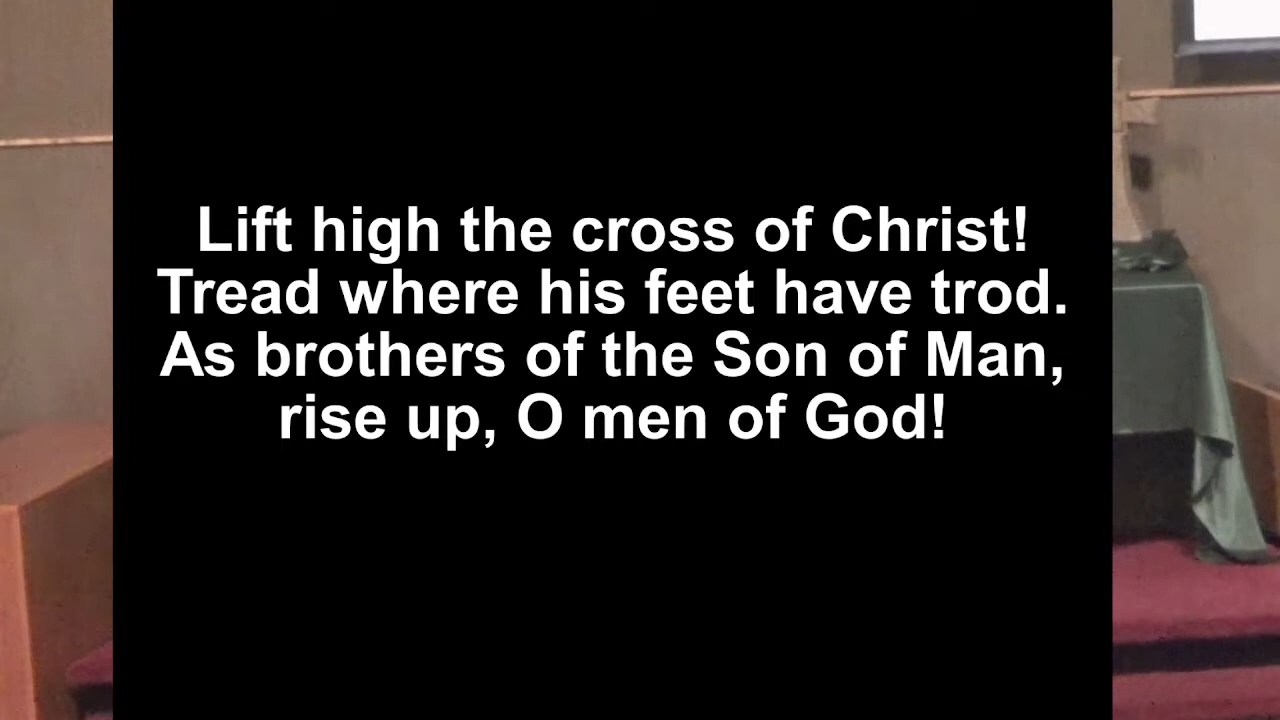 Lift high the cross of Christ!
Tread where his feet have trod.
As brothers of the Son of Man,
rise up, O men of God!